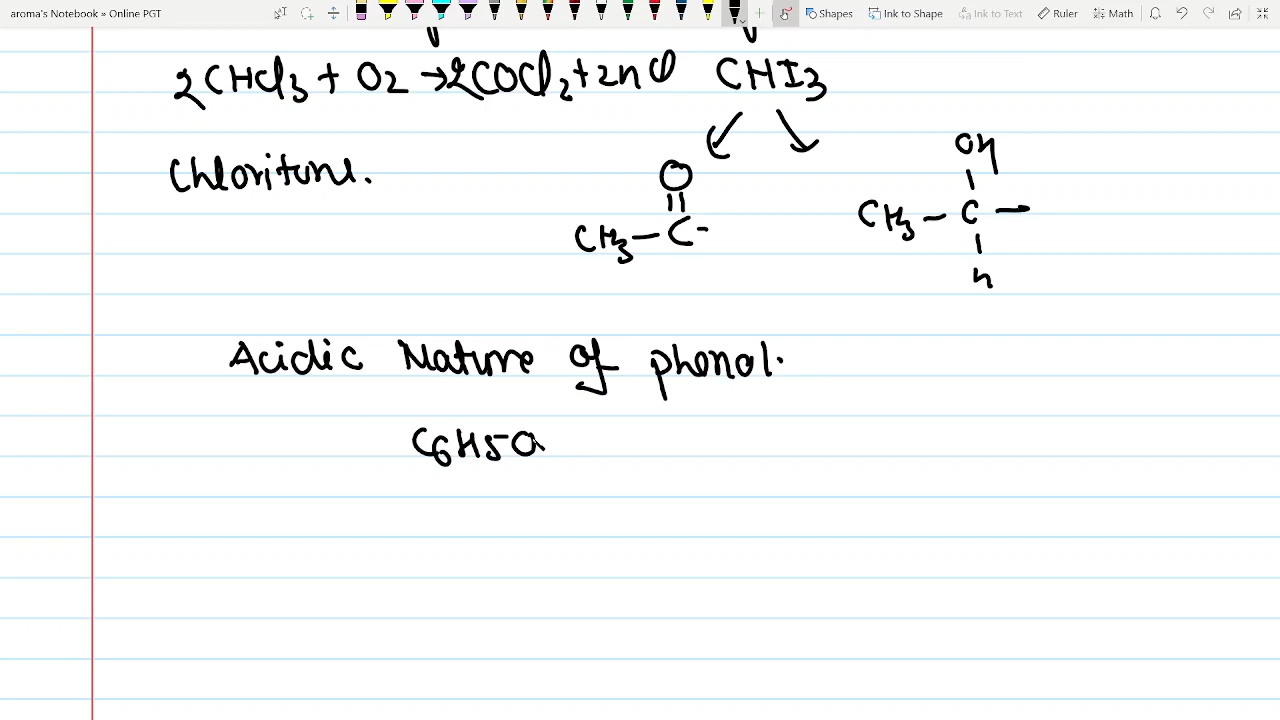 aroma's Notebook » Online PGT
Shapes Ink to Shape Ink to Text Ruler Math
2CHCl3 + O2 → 2COCl2 + 2HCl CHI3
Chloritone.
O
||
CH3 - C -
OH
|
CH3 - C -
|
H
Acidic Nature of phenol.
C6H5O